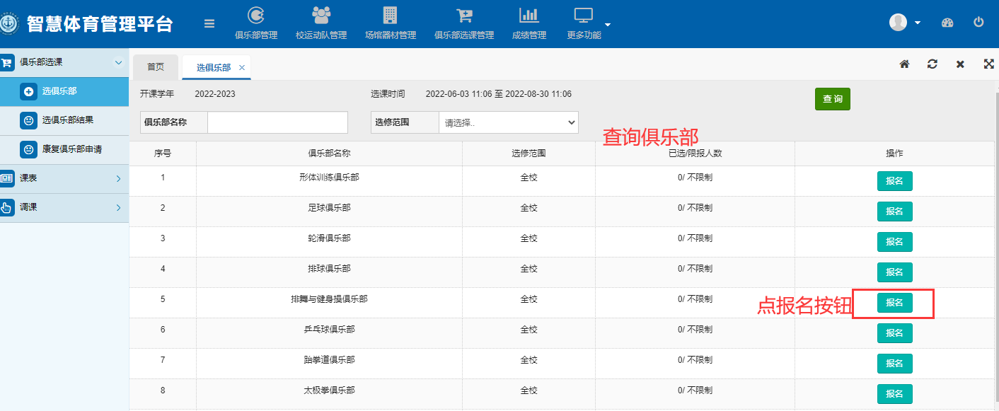 智慧体育管理平台
俱乐部管理 校运动队管理 场馆器材管理 俱乐部选课管理 成绩管理 更多功能
俱乐部选课
选俱乐部
选俱乐部结果
康复俱乐部申请
课表
调课
首页 选俱乐部 ×
开课学年 2022-2023 选课时间 2022-06-03 11:06 至 2022-08-30 11:06 查 询
俱乐部名称 选修范围 请选择..
查询俱乐部
序号 俱乐部名称 选修范围 已选/限报人数 操作
1 形体训练俱乐部 全校 0/ 不限制 报名
2 足球俱乐部 全校 0/ 不限制 报名
3 轮滑俱乐部 全校 0/ 不限制 报名
4 排球俱乐部 全校 0/ 不限制 报名
5 排舞与健身操俱乐部 全校 0/ 不限制 点报名按钮 报名
6 乒乓球俱乐部 全校 0/ 不限制 报名
7 跆拳道俱乐部 全校 0/ 不限制 报名
8 太极拳俱乐部 全校 0/ 不限制 报名